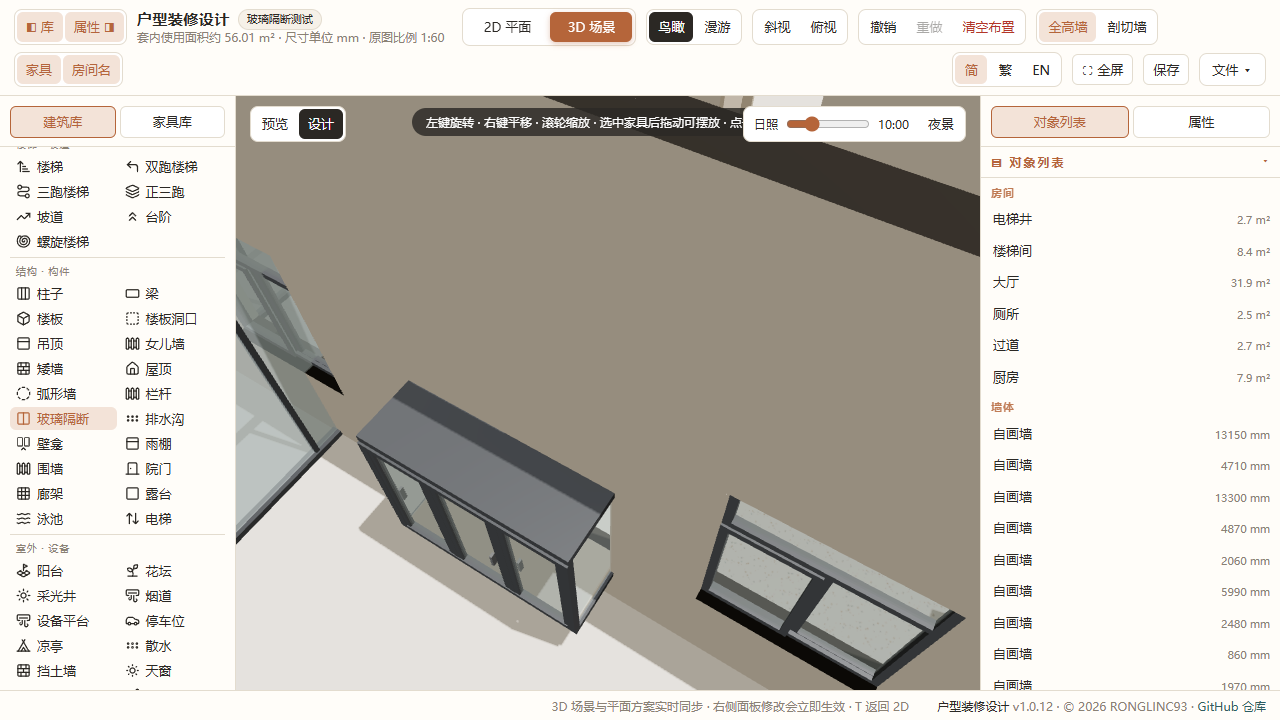 库 属性
户型装修设计 玻璃隔断测试
套内使用面积约 56.01 m² · 尺寸单位 mm · 原图比例 1:60
2D 平面 3D 场景
鸟瞰 漫游
斜视 俯视
撤销 重做 清空布置
全高墙 剖切墙
家具 房间名
简 繁 EN
全屏
保存
文件
建筑库 家具库
楼梯 双跑楼梯
三跑楼梯 正三跑
坡道 台阶
螺旋楼梯
结构 · 构件
柱子 梁
楼板 楼板洞口
吊顶 女儿墙
矮墙 屋顶
弧形墙 栏杆
玻璃隔断 排水沟
壁龛 雨棚
围墙 院门
廊架 露台
泳池 电梯
室外 · 设备
阳台 花坛
采光井 烟道
设备平台 停车位
凉亭 散水
挡土墙 天窗
预览 设计
左键旋转 · 右键平移 · 滚轮缩放 · 选中家具后拖动可摆放 · 点
日照 10:00 夜景
对象列表 属性
对象列表
房间
电梯井 2.7 m²
楼梯间 8.4 m²
大厅 31.9 m²
厕所 2.5 m²
过道 2.7 m²
厨房 7.9 m²
墙体
自画墙 13150 mm
自画墙 4710 mm
自画墙 13300 mm
自画墙 4870 mm
自画墙 2060 mm
自画墙 5990 mm
自画墙 2480 mm
自画墙 860 mm
自画墙 1970 mm
3D 场景与平面方案实时同步 · 右侧面板修改会立即生效 · T 返回 2D
户型装修设计 v1.0.12 · © 2026 RONGLINC93 · GitHub 仓库